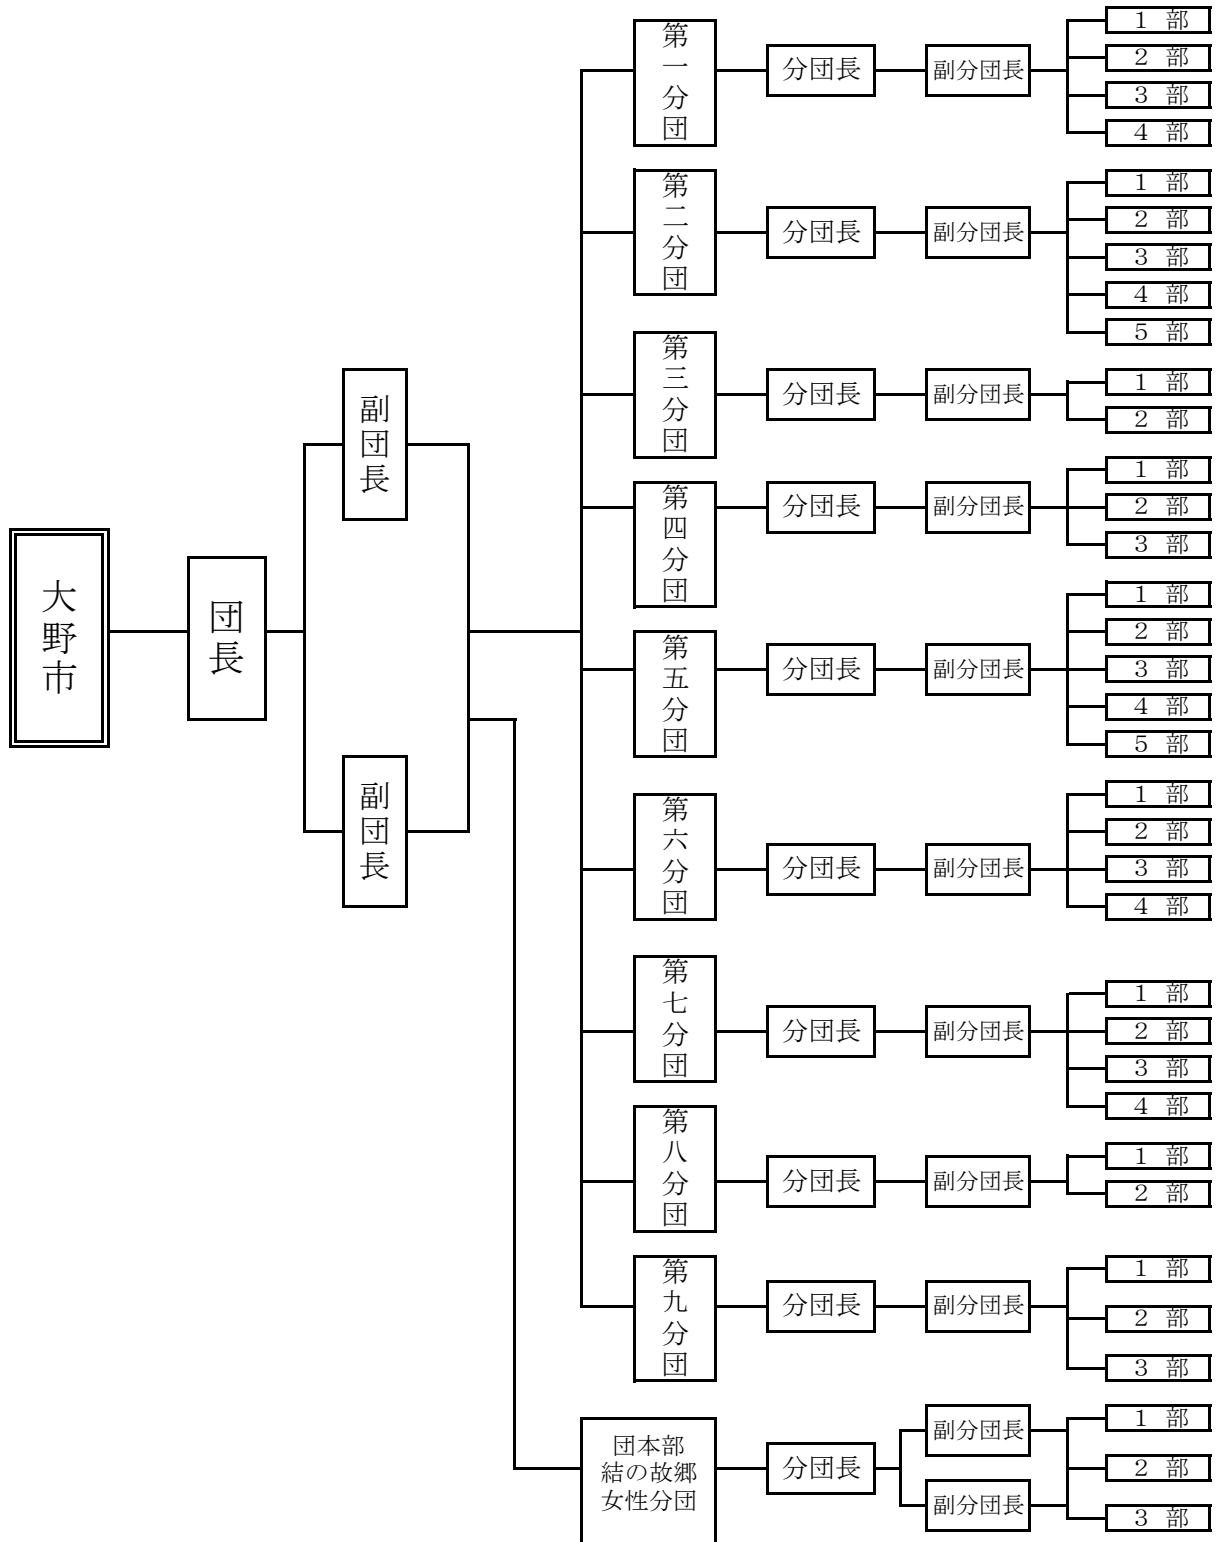 大野市
団長
副団長
副団長
第一分団
分団長
副分団長
1 部
2 部
3 部
4 部
第二分団
分団長
副分団長
1 部
2 部
3 部
4 部
5 部
第三分団
分団長
副分団長
1 部
2 部
第四分団
分団長
副分団長
1 部
2 部
3 部
第五分団
分団長
副分団長
1 部
2 部
3 部
4 部
5 部
第六分団
分団長
副分団長
1 部
2 部
3 部
4 部
第七分団
分団長
副分団長
1 部
2 部
3 部
4 部
第八分団
分団長
副分団長
1 部
2 部
第九分団
分団長
副分団長
1 部
2 部
3 部
団本部
結の故郷
女性分団
分団長
副分団長
副分団長
1 部
2 部
3 部